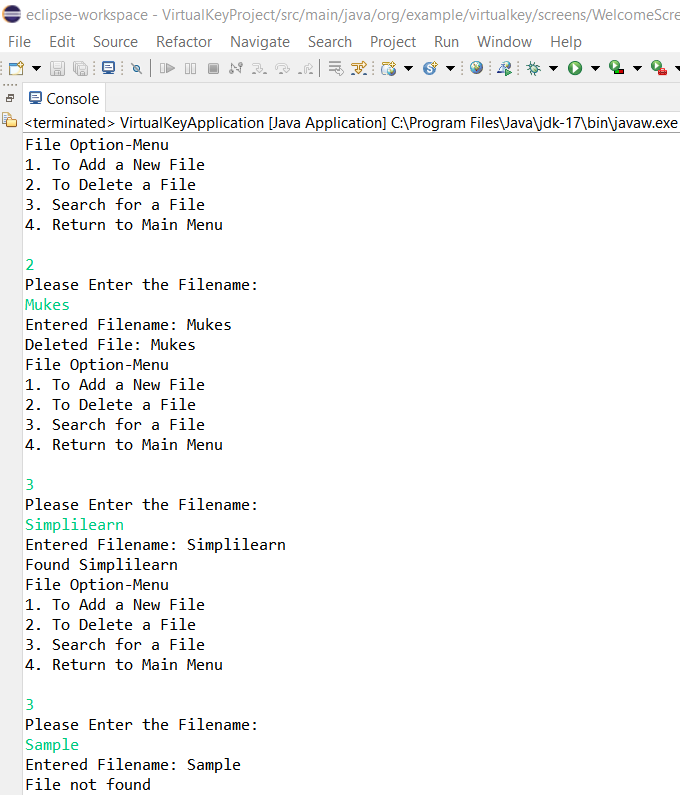 eclipse-workspace - VirtualKeyProject/src/main/java/org/example/virtualkey/screens/WelcomeScre
File Edit Source Refactor Navigate Search Project Run Window Help
Console
<terminated> VirtualKeyApplication [Java Application] C:\Program Files\Java\jdk-17\bin\javaw.exe
File Option-Menu
1. To Add a New File
2. To Delete a File
3. Search for a File
4. Return to Main Menu
2
Please Enter the Filename:
Mukes
Entered Filename: Mukes
Deleted File: Mukes
File Option-Menu
1. To Add a New File
2. To Delete a File
3. Search for a File
4. Return to Main Menu
3
Please Enter the Filename:
Simplilearn
Entered Filename: Simplilearn
Found Simplilearn
File Option-Menu
1. To Add a New File
2. To Delete a File
3. Search for a File
4. Return to Main Menu
3
Please Enter the Filename:
Sample
Entered Filename: Sample
File not found